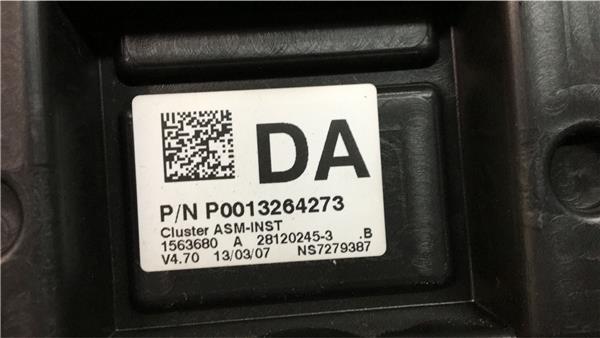 DA
P/N P0013264273
Cluster ASM-INST
1563680 A 28120245-3 .B
V4.70 13/03/07 NS7279387